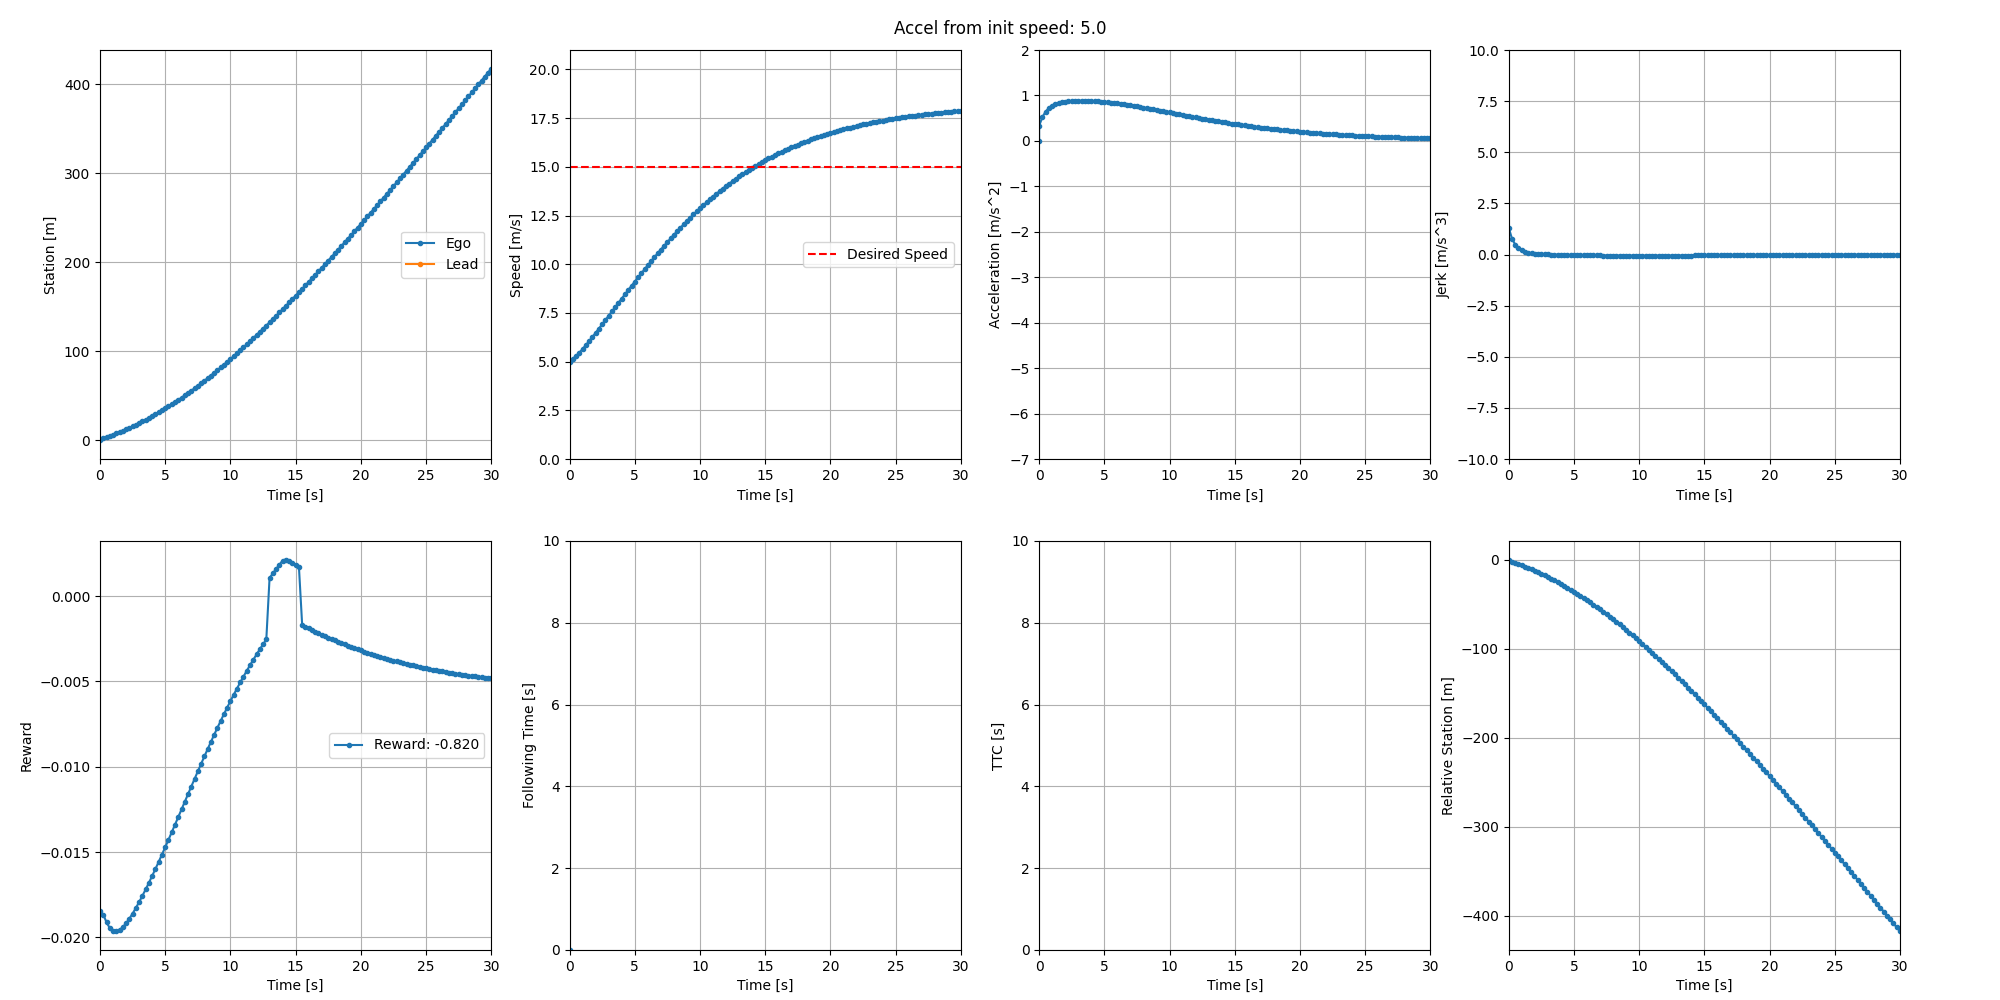 Accel from init speed: 5.0
Station [m]
400
300
200
100
0
Ego
Lead
0 5 10 15 20 25 30
Time [s]
Speed [m/s]
20.0
17.5
15.0
12.5
10.0
7.5
5.0
2.5
0.0
Desired Speed
0 5 10 15 20 25 30
Time [s]
Acceleration [m/s^2]
2
1
0
−1
−2
−3
−4
−5
−6
−7
0 5 10 15 20 25 30
Time [s]
Jerk [m/s^3]
10.0
7.5
5.0
2.5
0.0
−2.5
−5.0
−7.5
−10.0
0 5 10 15 20 25 30
Time [s]
Reward
0.000
−0.005
−0.010
−0.015
−0.020
Reward: -0.820
0 5 10 15 20 25 30
Time [s]
Following Time [s]
10
8
6
4
2
0
0 5 10 15 20 25 30
Time [s]
TTC [s]
10
8
6
4
2
0
0 5 10 15 20 25 30
Time [s]
Relative Station [m]
0
−100
−200
−300
−400
0 5 10 15 20 25 30
Time [s]